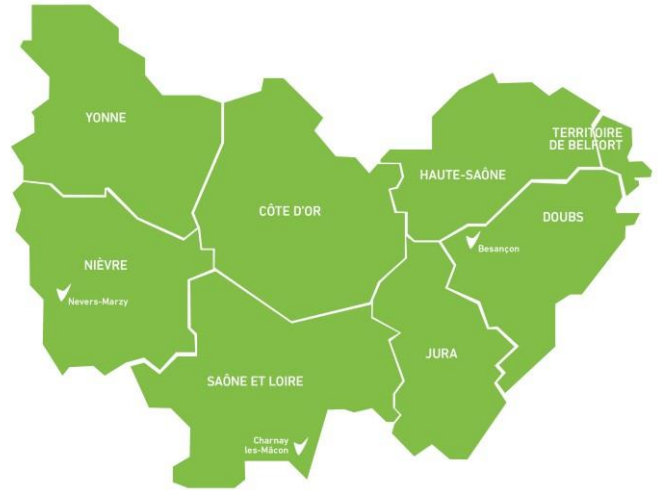 YONNE
TERRITOIRE
DE BELFORT
HAUTE-SAÔNE
CÔTE D'OR
DOUBS
Besançon
NIÈVRE
Nevers-Marzy
JURA
SAÔNE ET LOIRE
Charnay
les-Mâcon